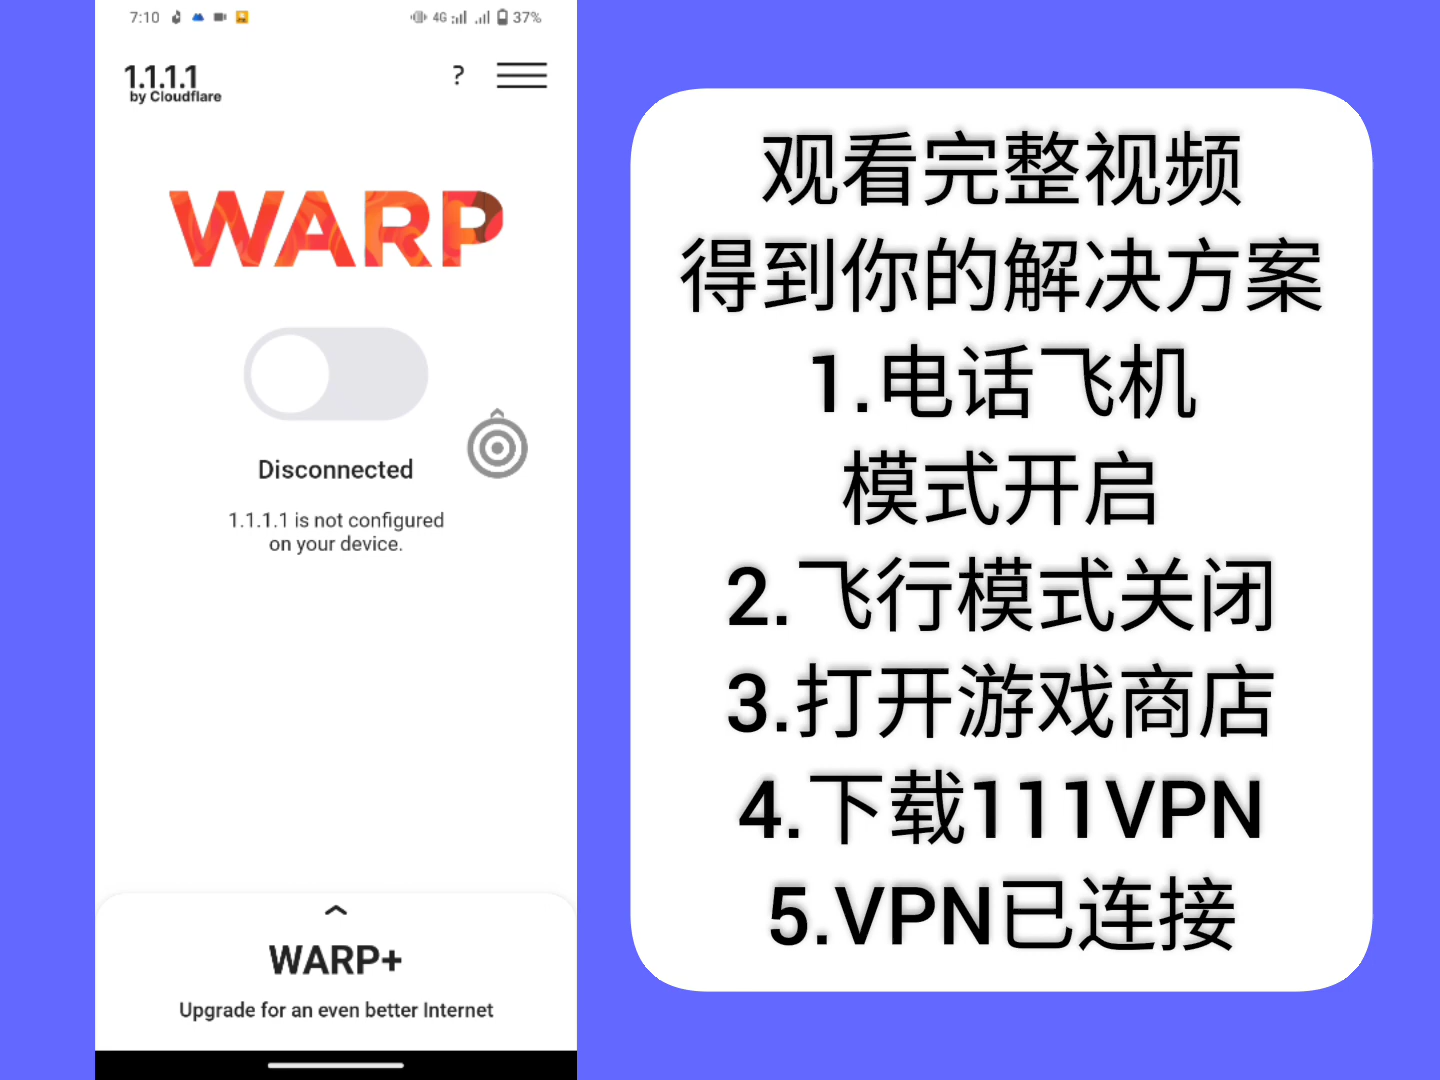 7:10
4G
37%
1.1.1.1
by Cloudflare
?
WARP
Disconnected
1.1.1.1 is not configured
on your device.
WARP+
Upgrade for an even better Internet
观看完整视频
得到你的解决方案
1.电话飞机
模式开启
2.飞行模式关闭
3.打开游戏商店
4.下载111VPN
5.VPN已连接